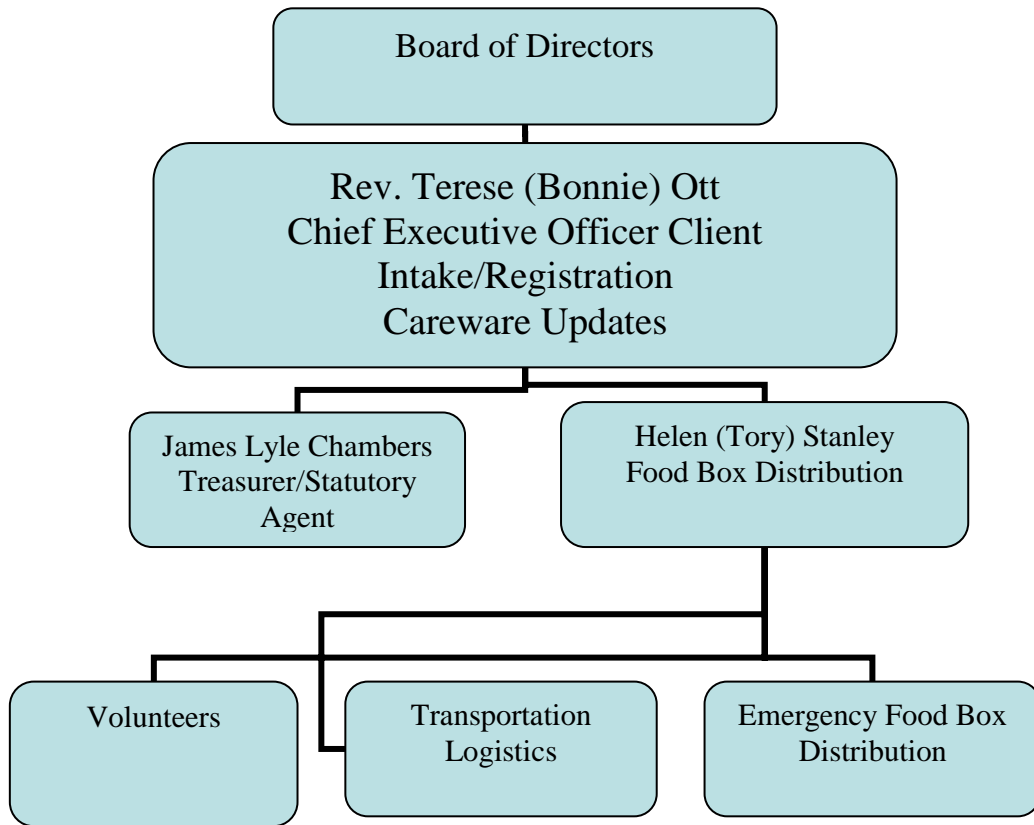 Board of Directors
Rev. Terese (Bonnie) Ott
Chief Executive Officer Client
Intake/Registration
Careware Updates
James Lyle Chambers
Treasurer/Statutory
Agent
Helen (Tory) Stanley
Food Box Distribution
Volunteers
Transportation
Logistics
Emergency Food Box
Distribution